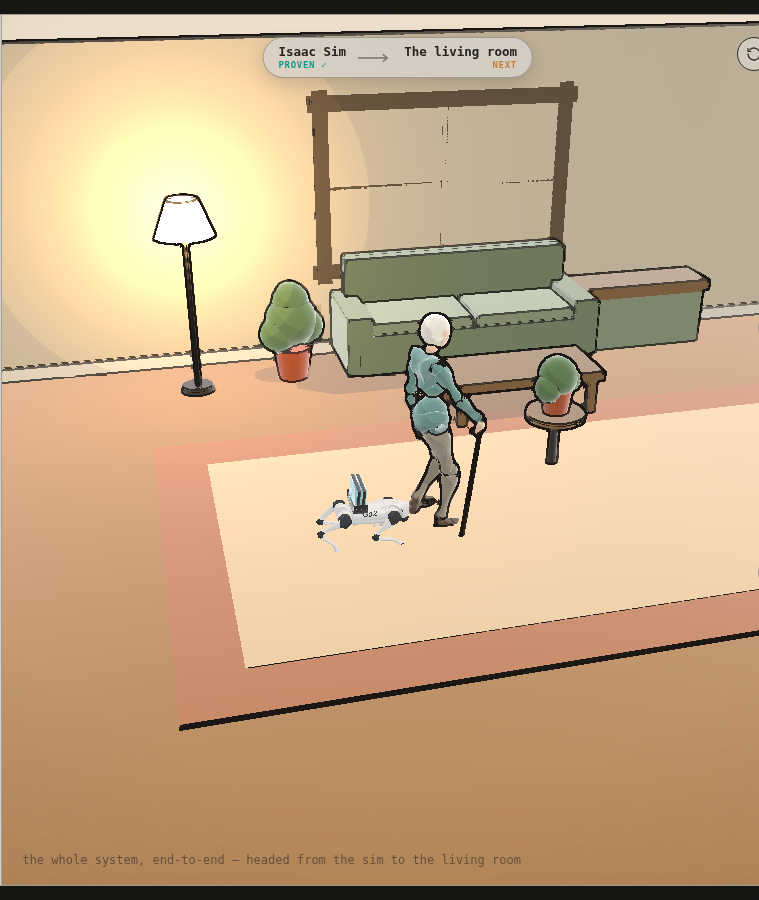 Isaac Sim → The living room
PROVEN ✓ NEXT
Go2
the whole system, end-to-end — headed from the sim to the living room